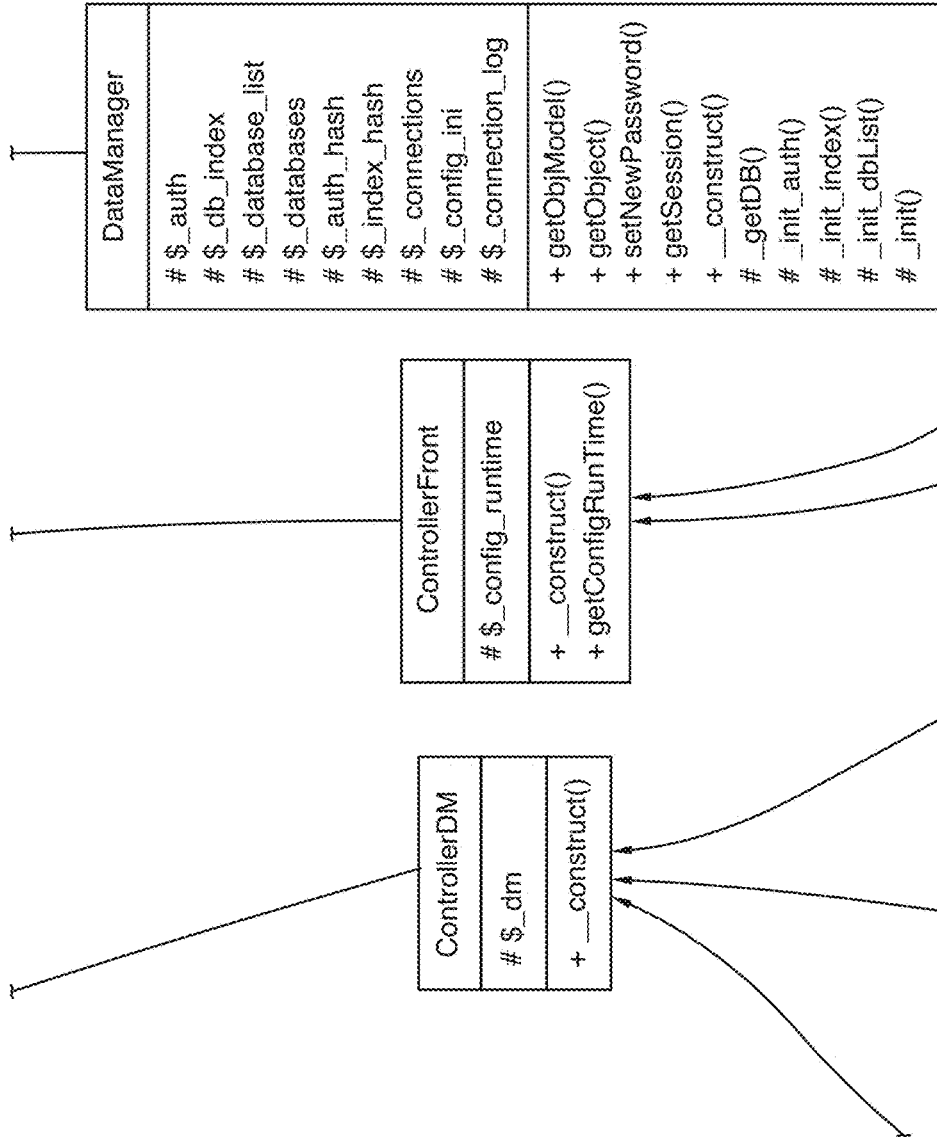 ControllerDM
# $_dm
+ __construct()
ControllerFront
# $_config_runtime
+ __construct()
+ getConfigRunTime()
DataManager
# $_auth
# $_db_index
# $_database_list
# $_databases
# $_auth_hash
# $_index_hash
# $_connections
# $_config_ini
# $_connection_log
+ getObjModel()
+ getObject()
+ setNewPassword()
+ getSession()
+ __construct()
# _getDB()
# _init_auth()
# _init_index()
# _init_dbList()
# _init()